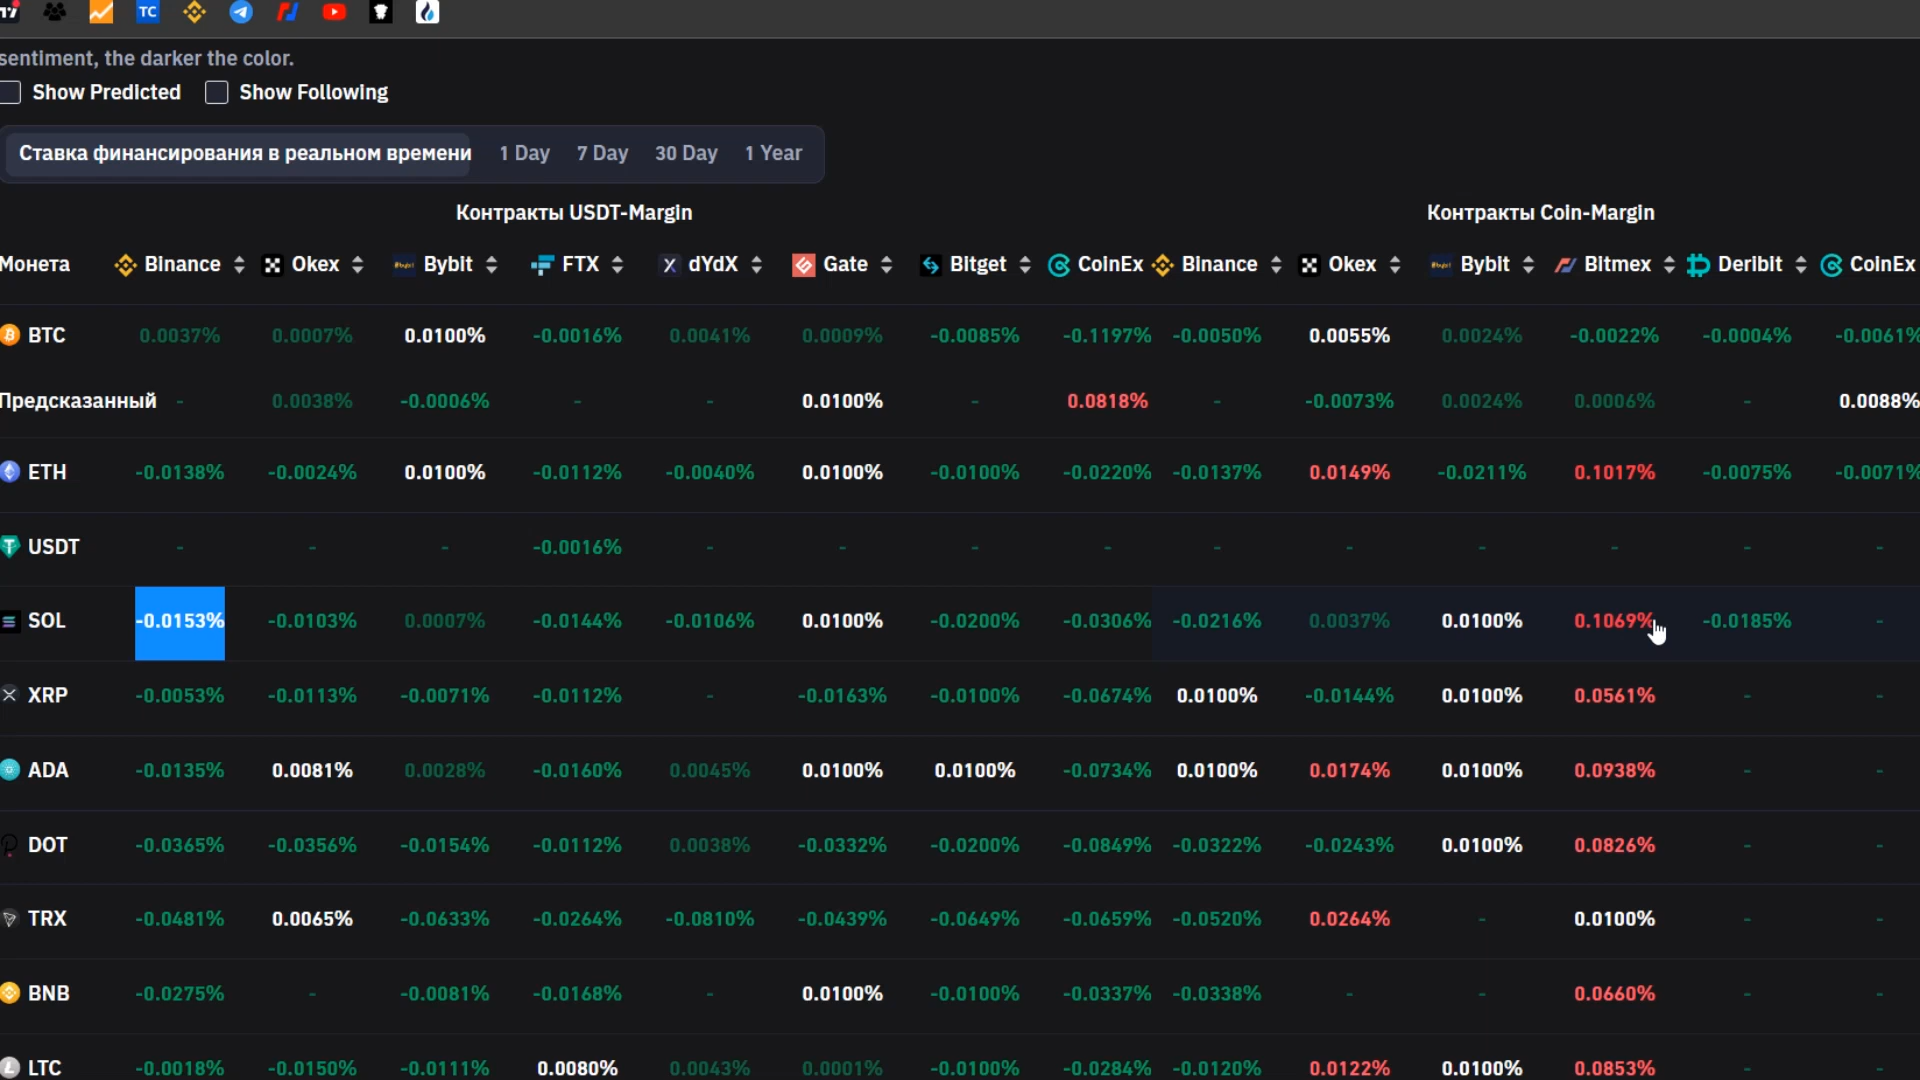 TC
sentiment, the darker the color.
Show Predicted Show Following
Ставка финансирования в реальном времени 1 Day 7 Day 30 Day 1 Year
Контракты USDT-Margin Контракты Coin-Margin
Монета Binance Okex Bybit FTX dYdX Gate Bitget CoinEx Binance Okex Bybit Bitmex Deribit CoinEx
BTC 0.0037% 0.0007% 0.0100% -0.0016% 0.0041% 0.0009% -0.0085% -0.1197% -0.0050% 0.0055% 0.0024% -0.0022% -0.0004% -0.0061%
Предсказанный - 0.0038% -0.0006% - - 0.0100% - 0.0818% - -0.0073% 0.0024% 0.0006% - 0.0088%
ETH -0.0138% -0.0024% 0.0100% -0.0112% -0.0040% 0.0100% -0.0100% -0.0220% -0.0137% 0.0149% -0.0211% 0.1017% -0.0075% -0.0071%
USDT - - - -0.0016% - - - - - - - - - -
SOL -0.0153% -0.0103% 0.0007% -0.0144% -0.0106% 0.0100% -0.0200% -0.0306% -0.0216% 0.0037% 0.0100% 0.1069% -0.0185% -
XRP -0.0053% -0.0113% -0.0071% -0.0112% - -0.0163% -0.0100% -0.0674% 0.0100% -0.0144% 0.0100% 0.0561% - -
ADA -0.0135% 0.0081% 0.0028% -0.0160% 0.0045% 0.0100% 0.0100% -0.0734% 0.0100% 0.0174% 0.0100% 0.0938% - -
DOT -0.0365% -0.0356% -0.0154% -0.0112% 0.0038% -0.0332% -0.0200% -0.0849% -0.0322% -0.0243% 0.0100% 0.0826% - -
TRX -0.0481% 0.0065% -0.0633% -0.0264% -0.0810% -0.0439% -0.0649% -0.0659% -0.0520% 0.0264% - 0.0100% - -
BNB -0.0275% - -0.0081% -0.0168% - 0.0100% -0.0100% -0.0337% -0.0338% - - 0.0660% - -
LTC -0.0018% -0.0150% -0.0111% 0.0080% 0.0043% 0.0001% -0.0100% -0.0284% -0.0120% 0.0122% 0.0100% 0.0853% - -